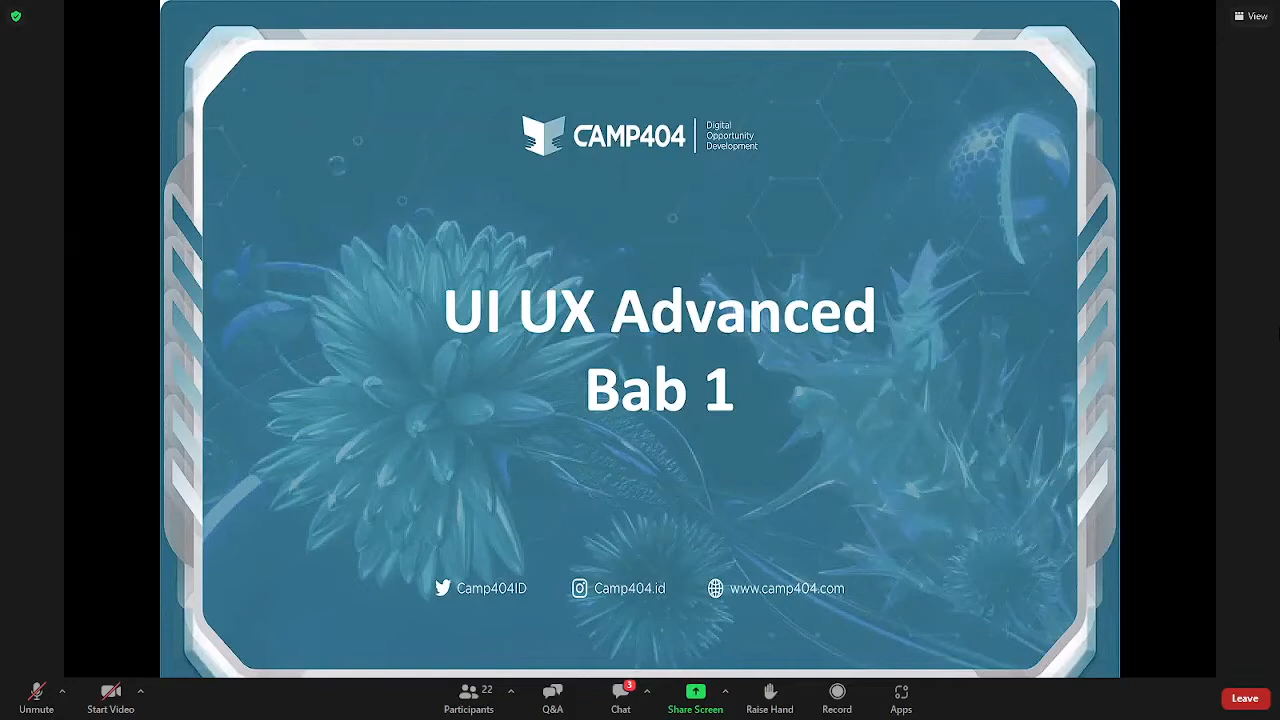 View
CAMP404
Digital
Opportunity
Development
UI UX Advanced
Bab 1
Camp404ID
Camp404.id
www.camp404.com
Unmute
Start Video
22
Participants
Q&A
3
Chat
Share Screen
Raise Hand
Record
Apps
Leave